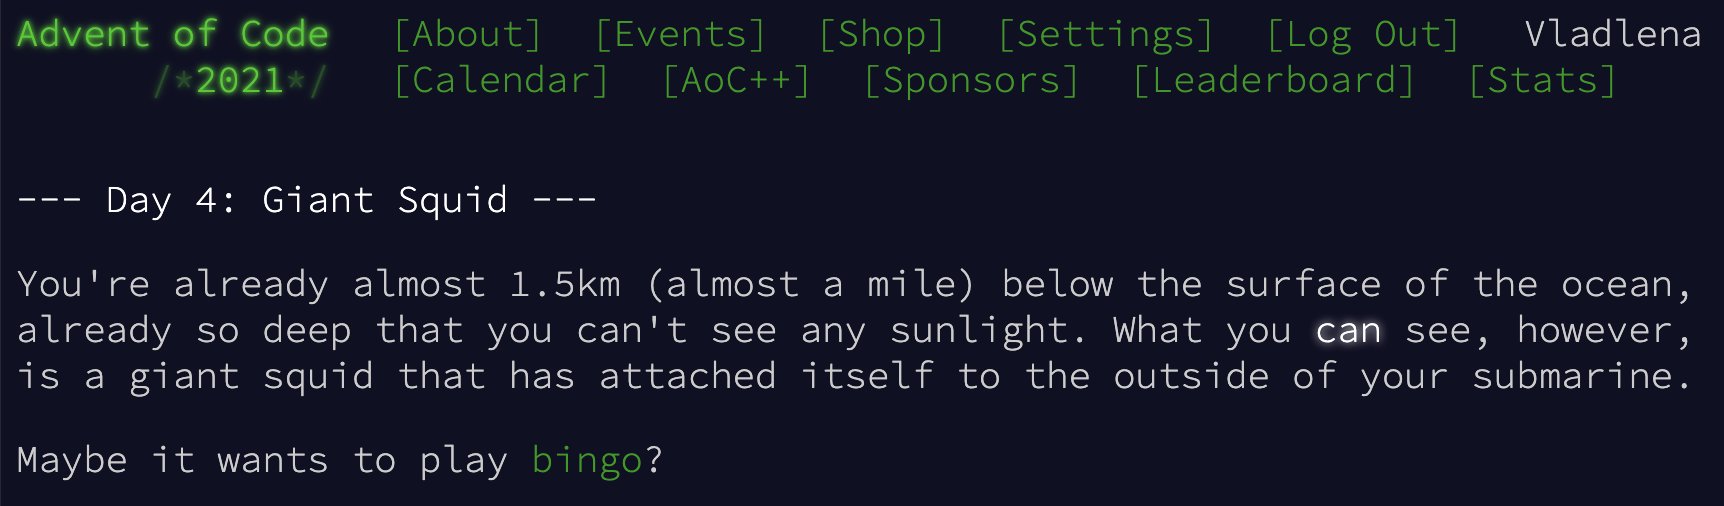 Advent of Code [About] [Events] [Shop] [Settings] [Log Out] Vladlena
/*2021*/ [Calendar] [AoC++] [Sponsors] [Leaderboard] [Stats]
--- Day 4: Giant Squid ---
You're already almost 1.5km (almost a mile) below the surface of the ocean,
already so deep that you can't see any sunlight. What you can see, however,
is a giant squid that has attached itself to the outside of your submarine.
Maybe it wants to play bingo?